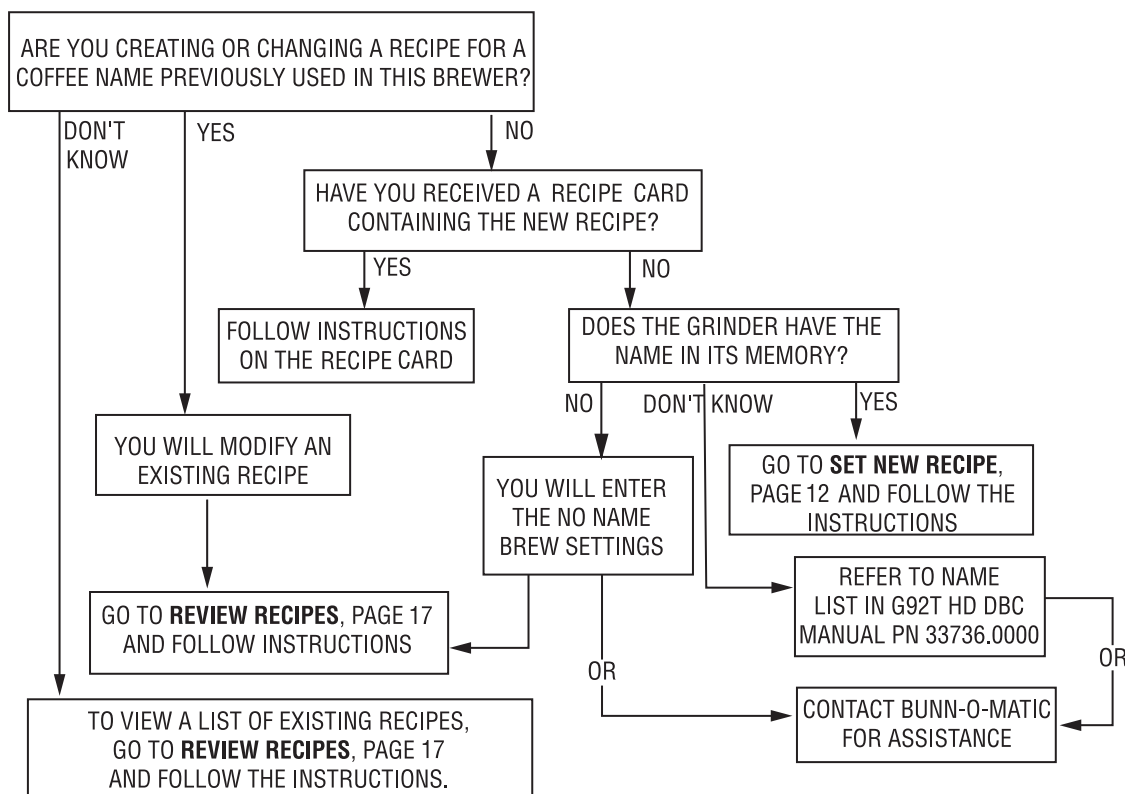 ARE YOU CREATING OR CHANGING A RECIPE FOR A
COFFEE NAME PREVIOUSLY USED IN THIS BREWER?
DON'T
KNOW
YES
NO
HAVE YOU RECEIVED A RECIPE CARD
CONTAINING THE NEW RECIPE?
YES
NO
FOLLOW INSTRUCTIONS
ON THE RECIPE CARD
DOES THE GRINDER HAVE THE
NAME IN ITS MEMORY?
NO
DON'T KNOW
YES
YOU WILL MODIFY AN
EXISTING RECIPE
YOU WILL ENTER
THE NO NAME
BREW SETTINGS
GO TO SET NEW RECIPE,
PAGE 12 AND FOLLOW THE
INSTRUCTIONS
REFER TO NAME
LIST IN G92T HD DBC
MANUAL PN 33736.0000
GO TO REVIEW RECIPES, PAGE 17
AND FOLLOW INSTRUCTIONS
OR
OR
CONTACT BUNN-O-MATIC
FOR ASSISTANCE
TO VIEW A LIST OF EXISTING RECIPES,
GO TO REVIEW RECIPES, PAGE 17
AND FOLLOW THE INSTRUCTIONS.